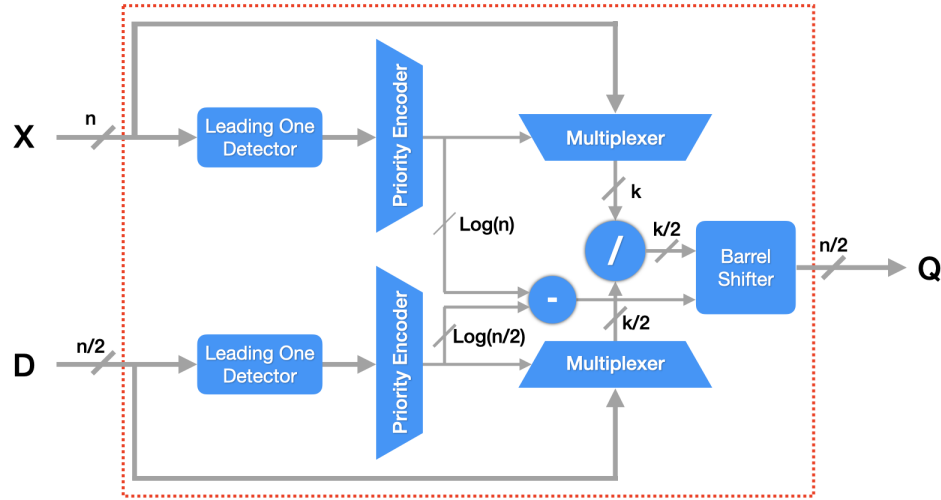 X
n
Leading One
Detector
Priority Encoder
Multiplexer
k
Log(n)
/
k/2
Barrel
Shifter
n/2
Q
-
k/2
D
n/2
Leading One
Detector
Priority Encoder
Log(n/2)
Multiplexer